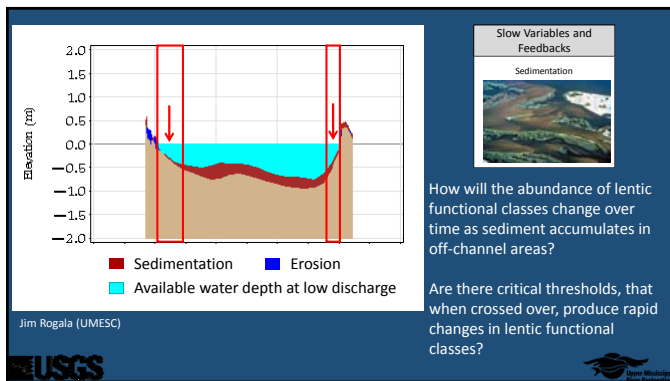 Elevation (m)
2.0
1.5
1.0
0.5
0.0
−0.5
−1.0
−1.5
−2.0
Sedimentation
Erosion
Available water depth at low discharge
Jim Rogala (UMESC)
USGS
Slow Variables and
Feedbacks
Sedimentation
How will the abundance of lentic
functional classes change over
time as sediment accumulates in
off-channel areas?
Are there critical thresholds, that
when crossed over, produce rapid
changes in lentic functional
classes?
Upper Mississippi